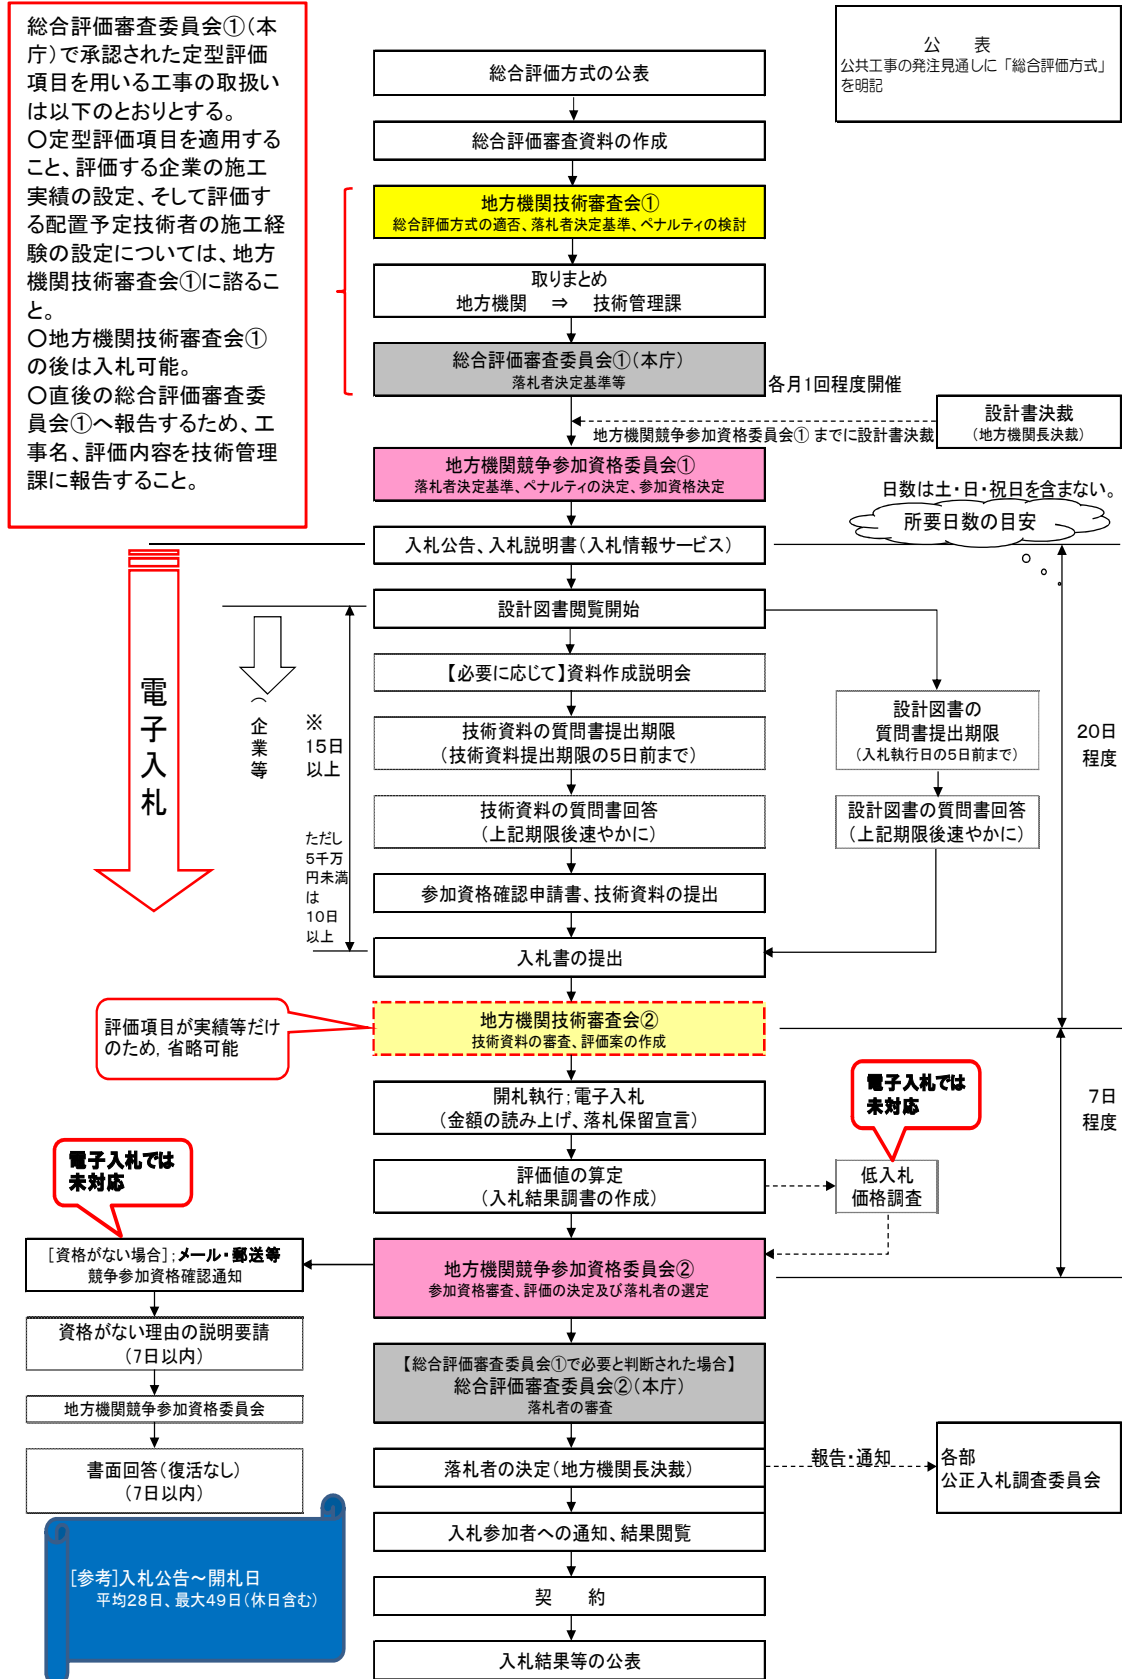 総合評価審査委員会①(本
庁)で承認された定型評価
項目を用いる工事の取扱い
は以下のとおりとする。
〇定型評価項目を適用する
こと、評価する企業の施工
実績の設定、そして評価す
る配置予定技術者の施工経
験の設定については、地方
機関技術審査会①に諮るこ
と。
〇地方機関技術審査会①
の後は入札可能。
〇直後の総合評価審査委
員会①へ報告するため、工
事名、評価内容を技術管理
課に報告すること。
公　表
公共工事の発注見通しに「総合評価方式」
を明記
総合評価方式の公表
総合評価審査資料の作成
地方機関技術審査会①
総合評価方式の適否、落札者決定基準、ペナルティの検討
取りまとめ
地方機関　⇒　技術管理課
総合評価審査委員会①(本庁)
落札者決定基準等
各月1回程度開催
設計書決裁
(地方機関長決裁)
地方機関競争参加資格委員会① までに設計書決裁
地方機関競争参加資格委員会①
落札者決定基準、ペナルティの決定、参加資格決定
日数は土・日・祝日を含まない。
所要日数の目安
入札公告、入札説明書(入札情報サービス)
設計図書閲覧開始
【必要に応じて】資料作成説明会
技術資料の質問書提出期限
(技術資料提出期限の5日前まで)
技術資料の質問書回答
(上記期限後速やかに)
参加資格確認申請書、技術資料の提出
入札書の提出
設計図書の
質問書提出期限
(入札執行日の5日前まで)
設計図書の質問書回答
(上記期限後速やかに)
20日
程度
電子入札
(企業等
※
15日
以上
ただし
5千万
円未満
は
10日
以上
評価項目が実績等だけ
のため, 省略可能
地方機関技術審査会②
技術資料の審査、評価案の作成
開札執行;電子入札
(金額の読み上げ、落札保留宣言)
電子入札では
未対応
7日
程度
評価値の算定
(入札結果調書の作成)
低入札
価格調査
電子入札では
未対応
[資格がない場合];メール・郵送等
競争参加資格確認通知
地方機関競争参加資格委員会②
参加資格審査、評価の決定及び落札者の選定
資格がない理由の説明要請
(7日以内)
地方機関競争参加資格委員会
書面回答(復活なし)
(7日以内)
【総合評価審査委員会①で必要と判断された場合】
総合評価審査委員会②(本庁)
落札者の審査
落札者の決定(地方機関長決裁)
報告・通知
各部
公正入札調査委員会
入札参加者への通知、結果閲覧
契　約
入札結果等の公表
[参考]入札公告～開札日
平均28日、最大49日(休日含む)